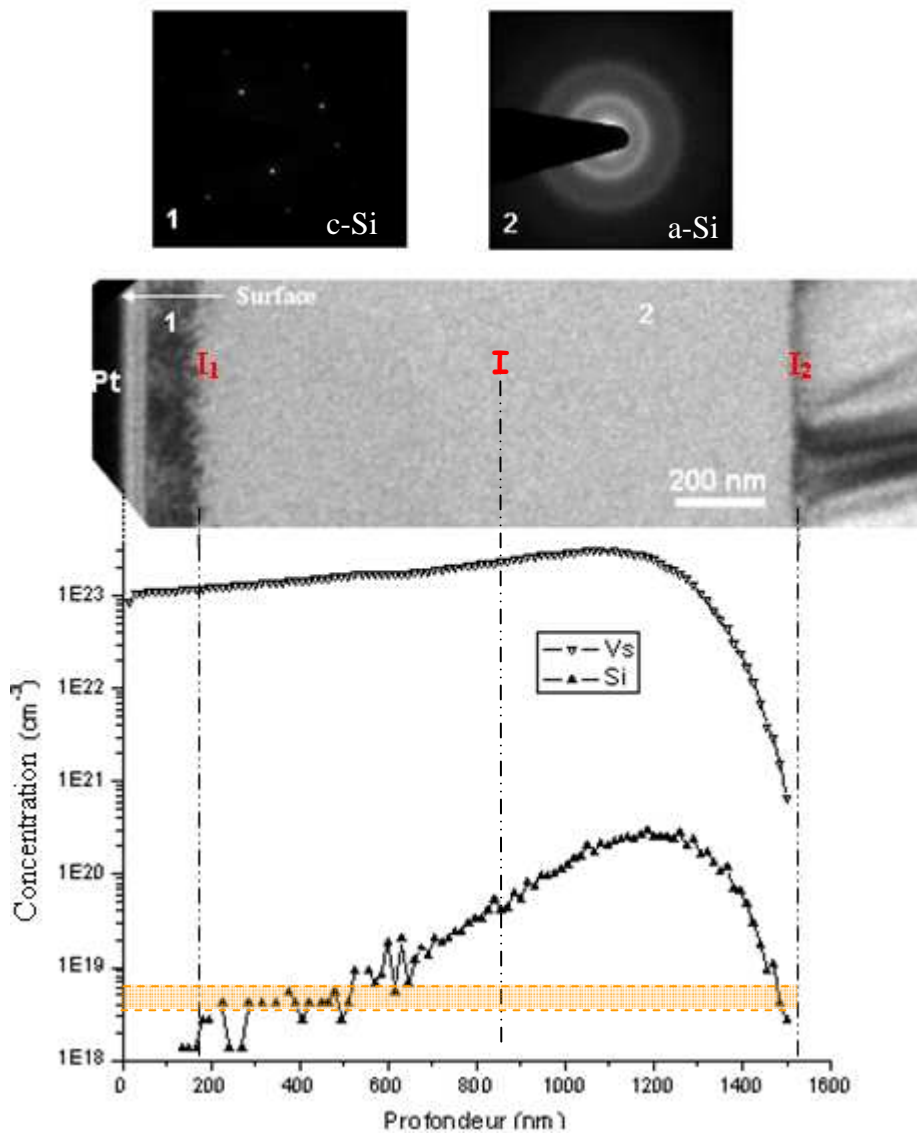 1
c-Si
2
a-Si
Surface
1
2
Pt
I₁
I
I₂
200 nm
1E23
1E22
1E21
1E20
1E19
1E18
Concentration (cm⁻³)
Vs
Si
0
200
400
600
800
1000
1200
1400
1600
Profondeur (nm)